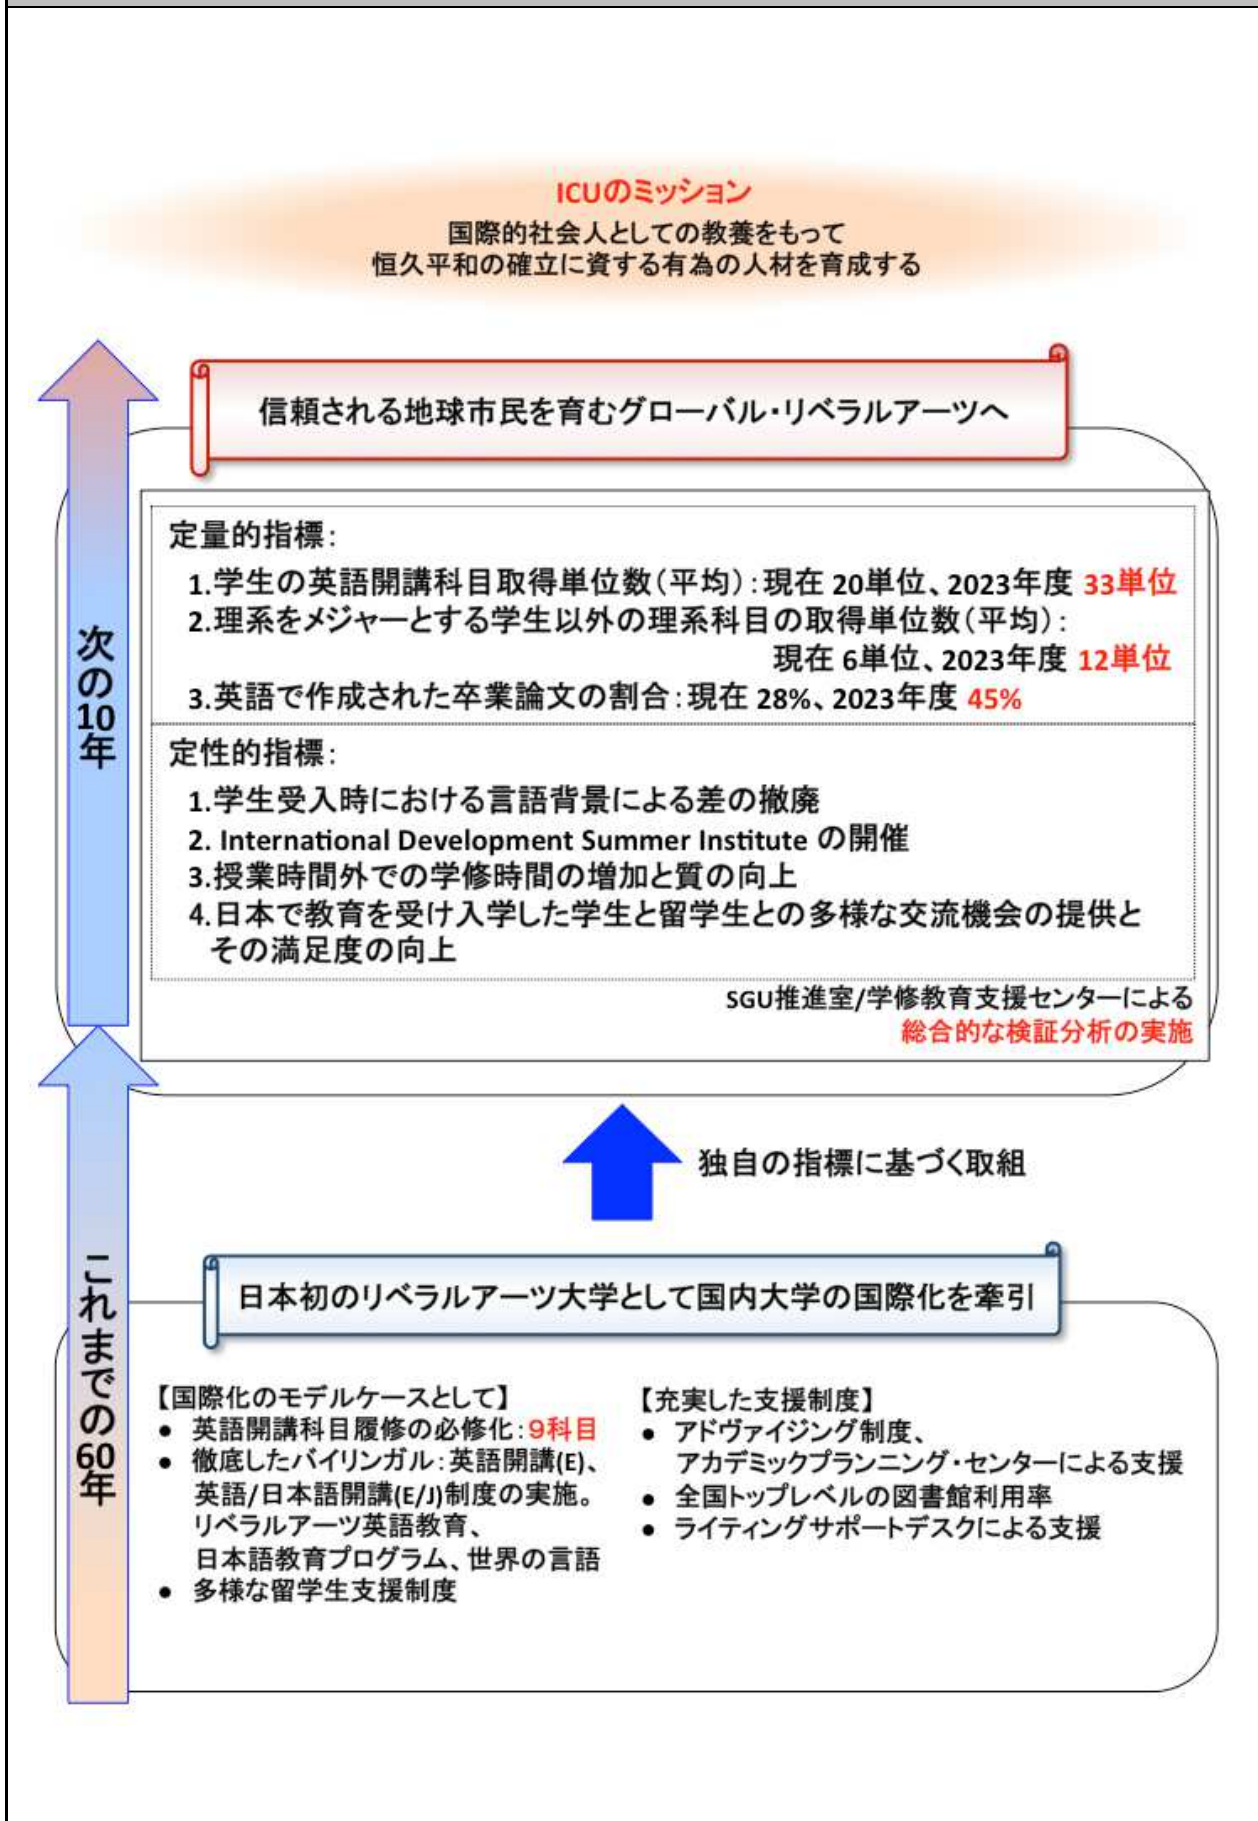 ICUのミッション
国際的社会人としての教養をもって
恒久平和の確立に資する有為の人材を育成する
信頼される地球市民を育むグローバル・リベラルアーツへ
次の10年
定量的指標：
1.学生の英語開講科目取得単位数（平均）：現在 20単位、2023年度 33単位
2.理系をメジャーとする学生以外の理系科目の取得単位数（平均）：
現在 6単位、2023年度 12単位
3.英語で作成された卒業論文の割合：現在 28%、2023年度 45%
定性的指標：
1.学生受入時における言語背景による差の撤廃
2. International Development Summer Institute の開催
3.授業時間外での学修時間の増加と質の向上
4.日本で教育を受け入学した学生と留学生との多様な交流機会の提供と
その満足度の向上
SGU推進室/学修教育支援センターによる
総合的な検証分析の実施
独自の指標に基づく取組
これまでの60年
日本初のリベラルアーツ大学として国内大学の国際化を牽引
【国際化のモデルケースとして】
● 英語開講科目履修の必修化：９科目
● 徹底したバイリンガル：英語開講(E)、
英語/日本語開講(E/J)制度の実施。
リベラルアーツ英語教育、
日本語教育プログラム、世界の言語
● 多様な留学生支援制度
【充実した支援制度】
● アドヴァイジング制度、
アカデミックプランニング・センターによる支援
● 全国トップレベルの図書館利用率
● ライティングサポートデスクによる支援